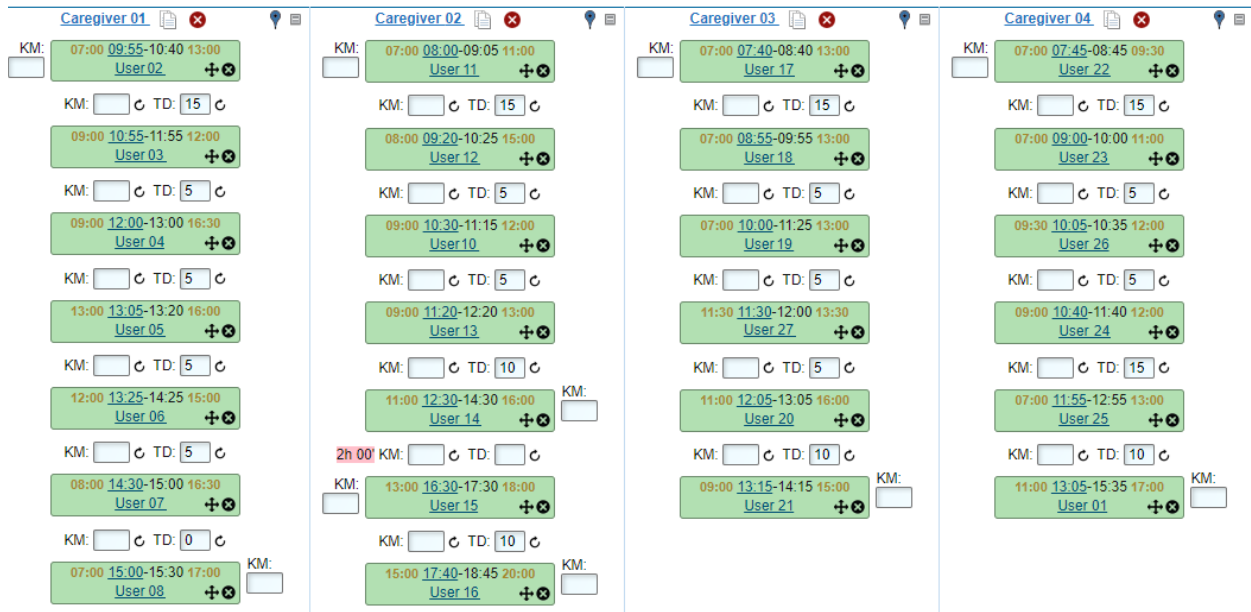 Caregiver 01
KM:
07:00 09:55-10:40 13:00
User 02
KM: TD: 15
09:00 10:55-11:55 12:00
User 03
KM: TD: 5
09:00 12:00-13:00 16:30
User 04
KM: TD: 5
13:00 13:05-13:20 16:00
User 05
KM: TD: 5
12:00 13:25-14:25 15:00
User 06
KM: TD: 5
08:00 14:30-15:00 16:30
User 07
KM: TD: 0
07:00 15:00-15:30 17:00
User 08
KM:
Caregiver 02
KM:
07:00 08:00-09:05 11:00
User 11
KM: TD: 15
08:00 09:20-10:25 15:00
User 12
KM: TD: 5
09:00 10:30-11:15 12:00
User 10
KM: TD: 5
09:00 11:20-12:20 13:00
User 13
KM: TD: 10
11:00 12:30-14:30 16:00
User 14
KM:
2h 00' KM: TD:
KM:
13:00 16:30-17:30 18:00
User 15
KM: TD: 10
15:00 17:40-18:45 20:00
User 16
KM:
Caregiver 03
KM:
07:00 07:40-08:40 13:00
User 17
KM: TD: 15
07:00 08:55-09:55 13:00
User 18
KM: TD: 5
07:00 10:00-11:25 13:00
User 19
KM: TD: 5
11:30 11:30-12:00 13:30
User 27
KM: TD: 5
11:00 12:05-13:05 16:00
User 20
KM: TD: 10
09:00 13:15-14:15 15:00
User 21
KM:
Caregiver 04
KM:
07:00 07:45-08:45 09:30
User 22
KM: TD: 15
07:00 09:00-10:00 11:00
User 23
KM: TD: 5
09:30 10:05-10:35 12:00
User 26
KM: TD: 5
09:00 10:40-11:40 12:00
User 24
KM: TD: 15
07:00 11:55-12:55 13:00
User 25
KM: TD: 10
11:00 13:05-15:35 17:00
User 01
KM: